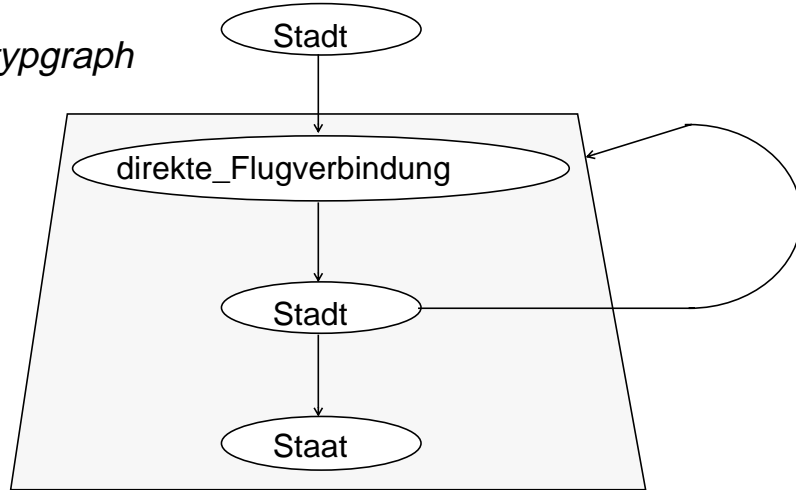 Stadt
ypgraph
direkte_Flugverbindung
Stadt
Staat